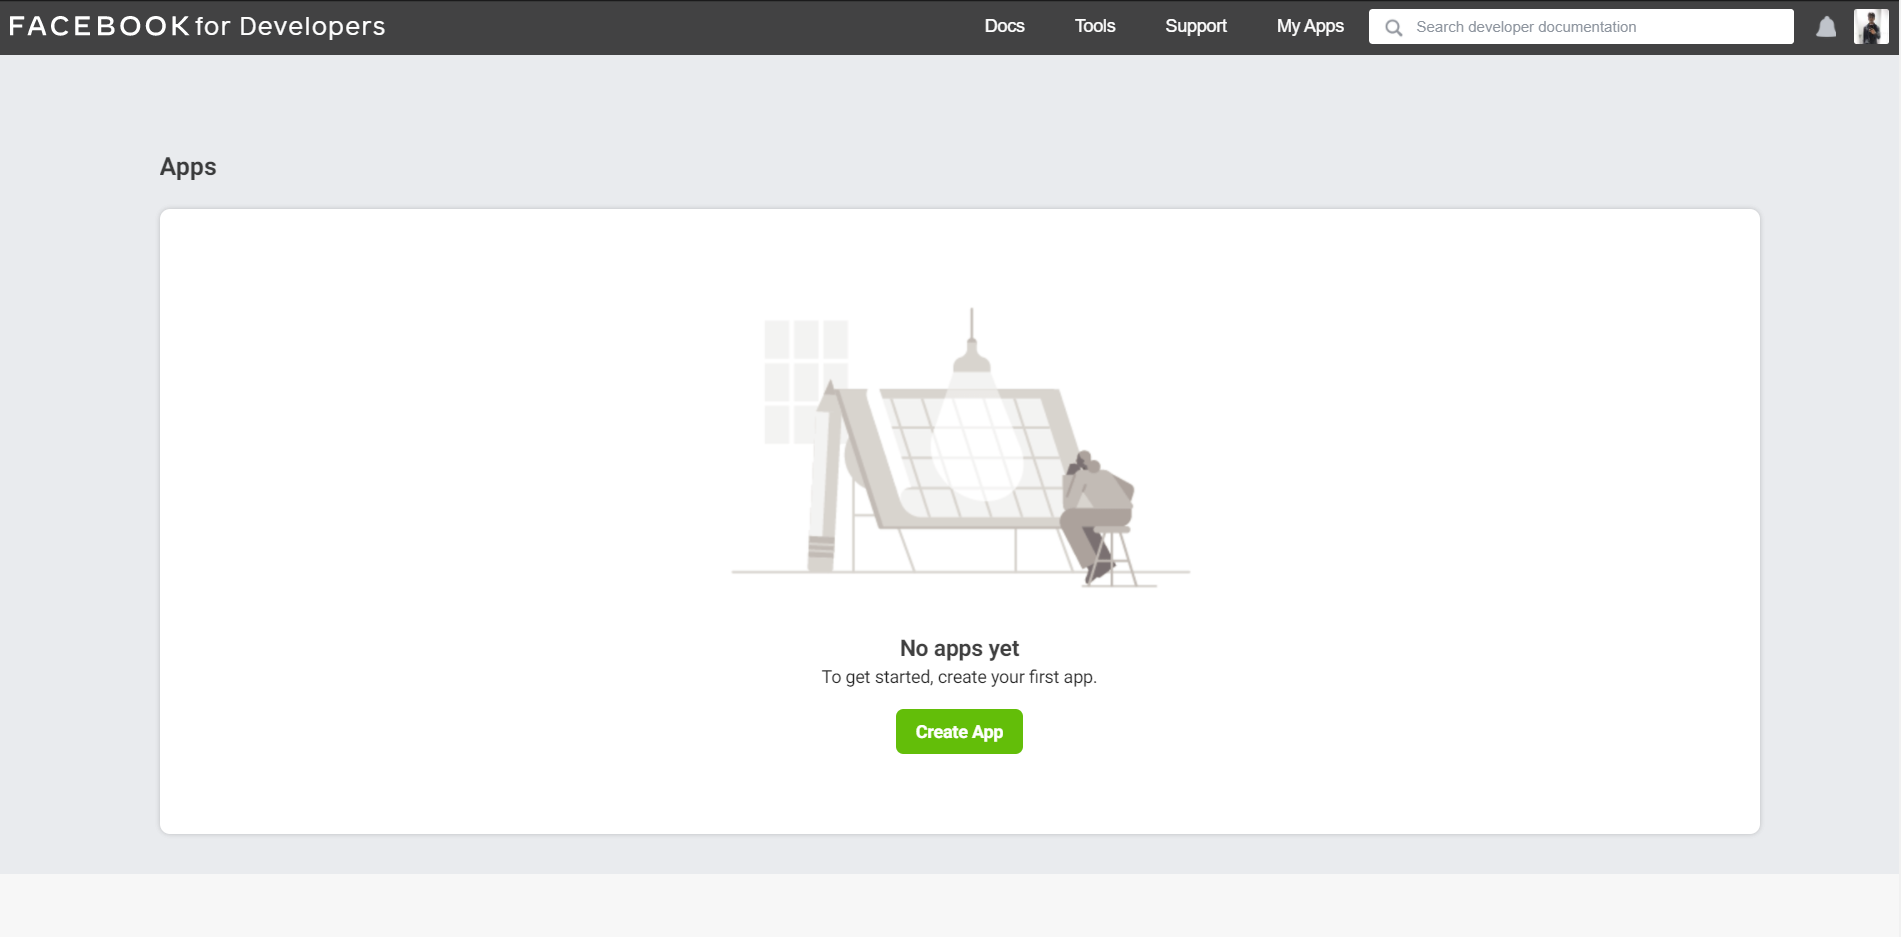 FACEBOOK for Developers Docs Tools Support My Apps Search developer documentation
Apps
No apps yet
To get started, create your first app.
Create App